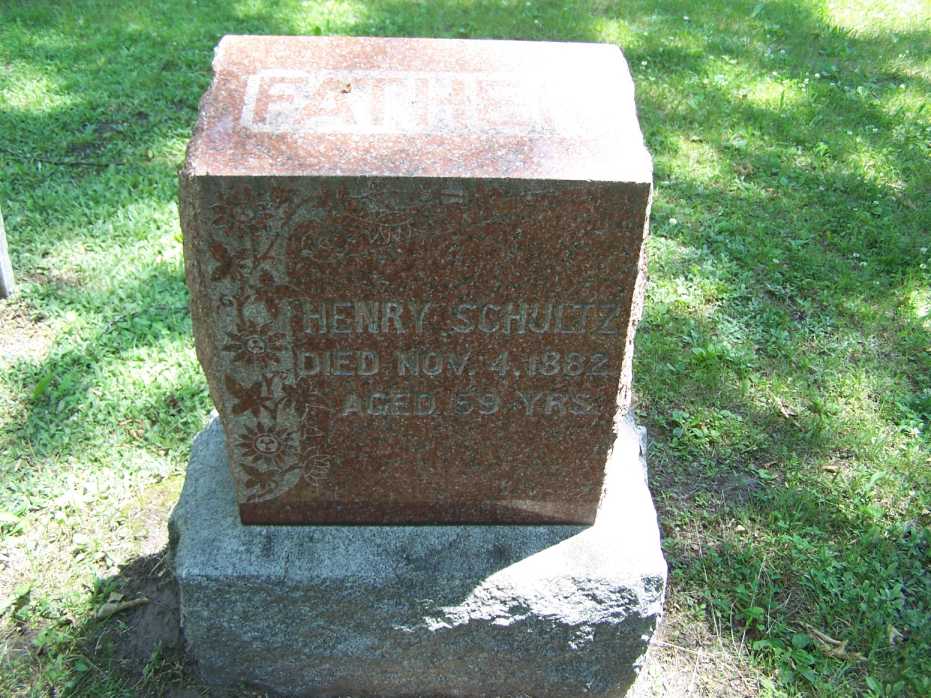 FATHER
HENRY SCHULTZ
DIED NOV. 4, 1882
AGED 59 YRS.